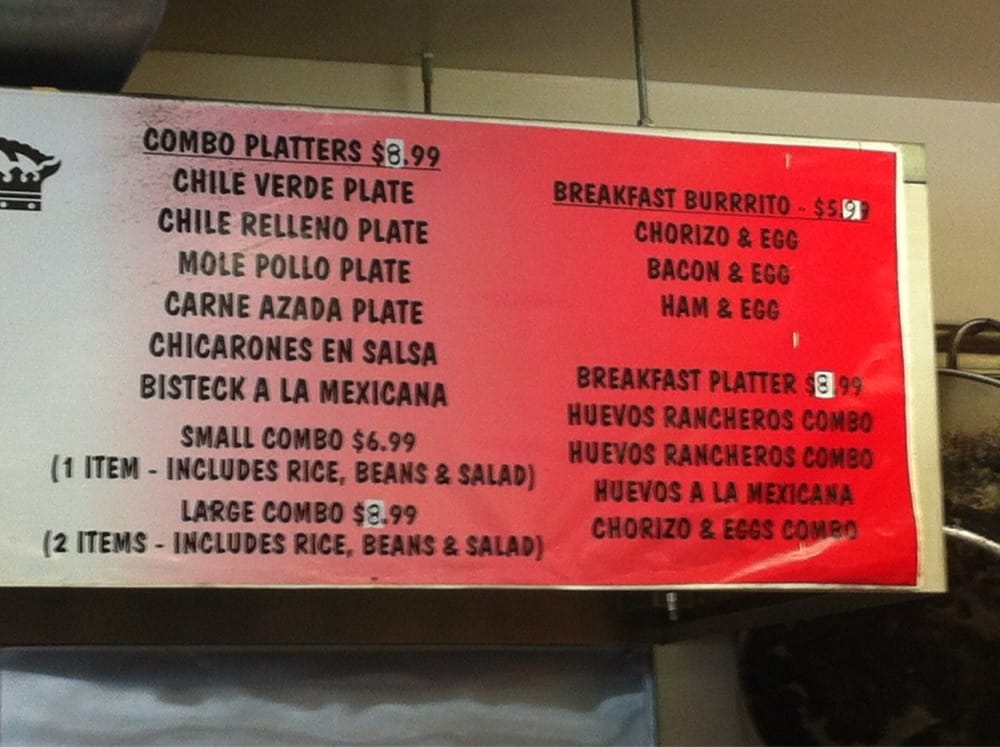 COMBO PLATTERS $8.99
CHILE VERDE PLATE
CHILE RELLENO PLATE
MOLE POLLO PLATE
CARNE AZADA PLATE
CHICARONES EN SALSA
BISTECK A LA MEXICANA
SMALL COMBO $6.99
(1 ITEM - INCLUDES RICE, BEANS & SALAD)
LARGE COMBO $8.99
(2 ITEMS - INCLUDES RICE, BEANS & SALAD)
BREAKFAST BURRRITO - $5.99
CHORIZO & EGG
BACON & EGG
HAM & EGG
BREAKFAST PLATTER $8.99
HUEVOS RANCHEROS COMBO
HUEVOS RANCHEROS COMBO
HUEVOS A LA MEXICANA
CHORIZO & EGGS COMBO